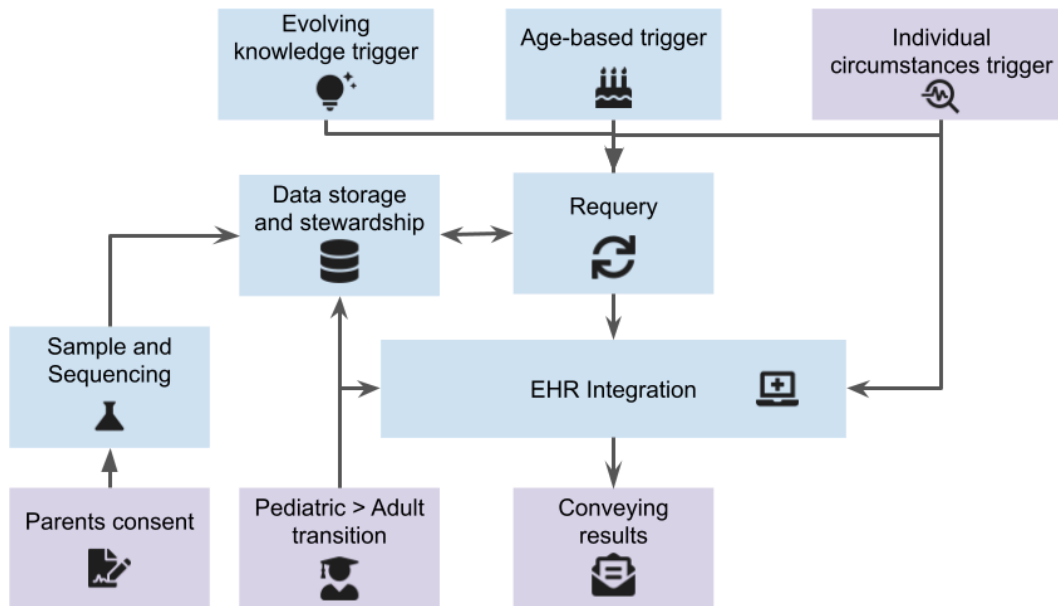 Evolving
knowledge trigger
Age-based trigger
Individual
circumstances trigger
Data storage
and stewardship
Requery
Sample and
Sequencing
EHR Integration
Parents consent
Pediatric > Adult
transition
Conveying
results